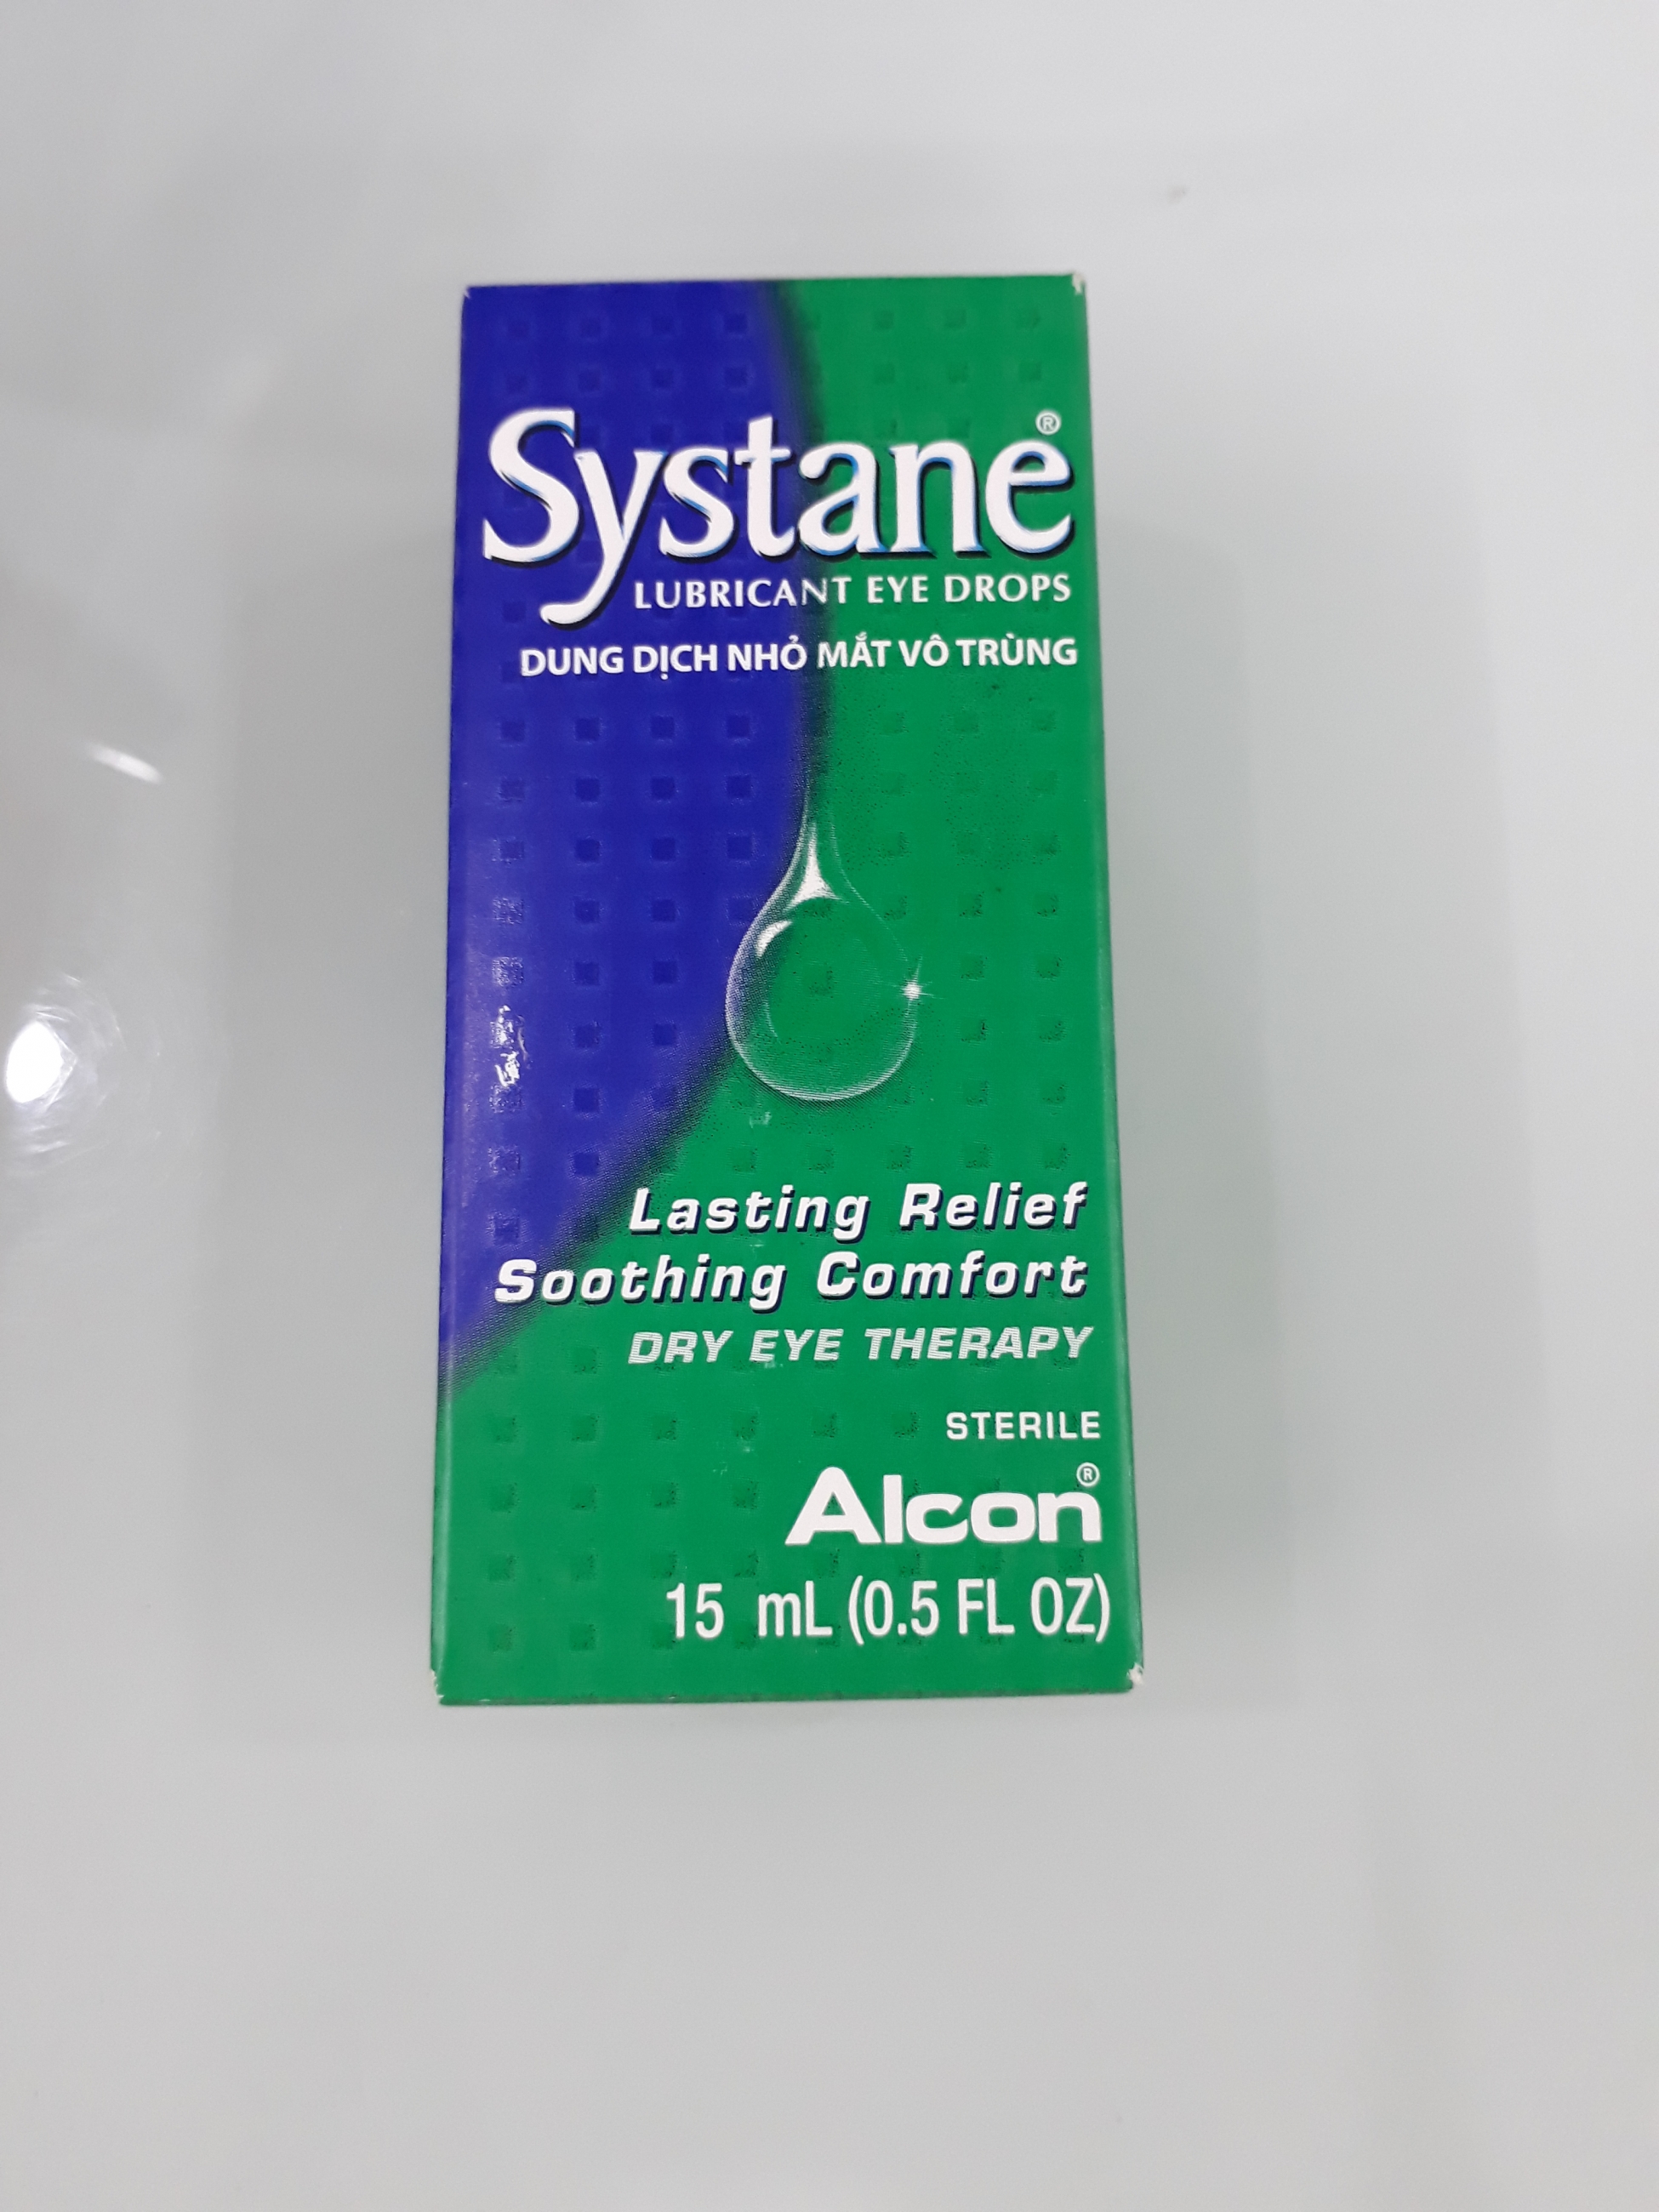 Systane®
LUBRICANT EYE DROPS
DUNG DỊCH NHỎ MẮT VÔ TRÙNG
Lasting Relief
Soothing Comfort
DRY EYE THERAPY
STERILE
Alcon®
15 mL (0.5 FL OZ)